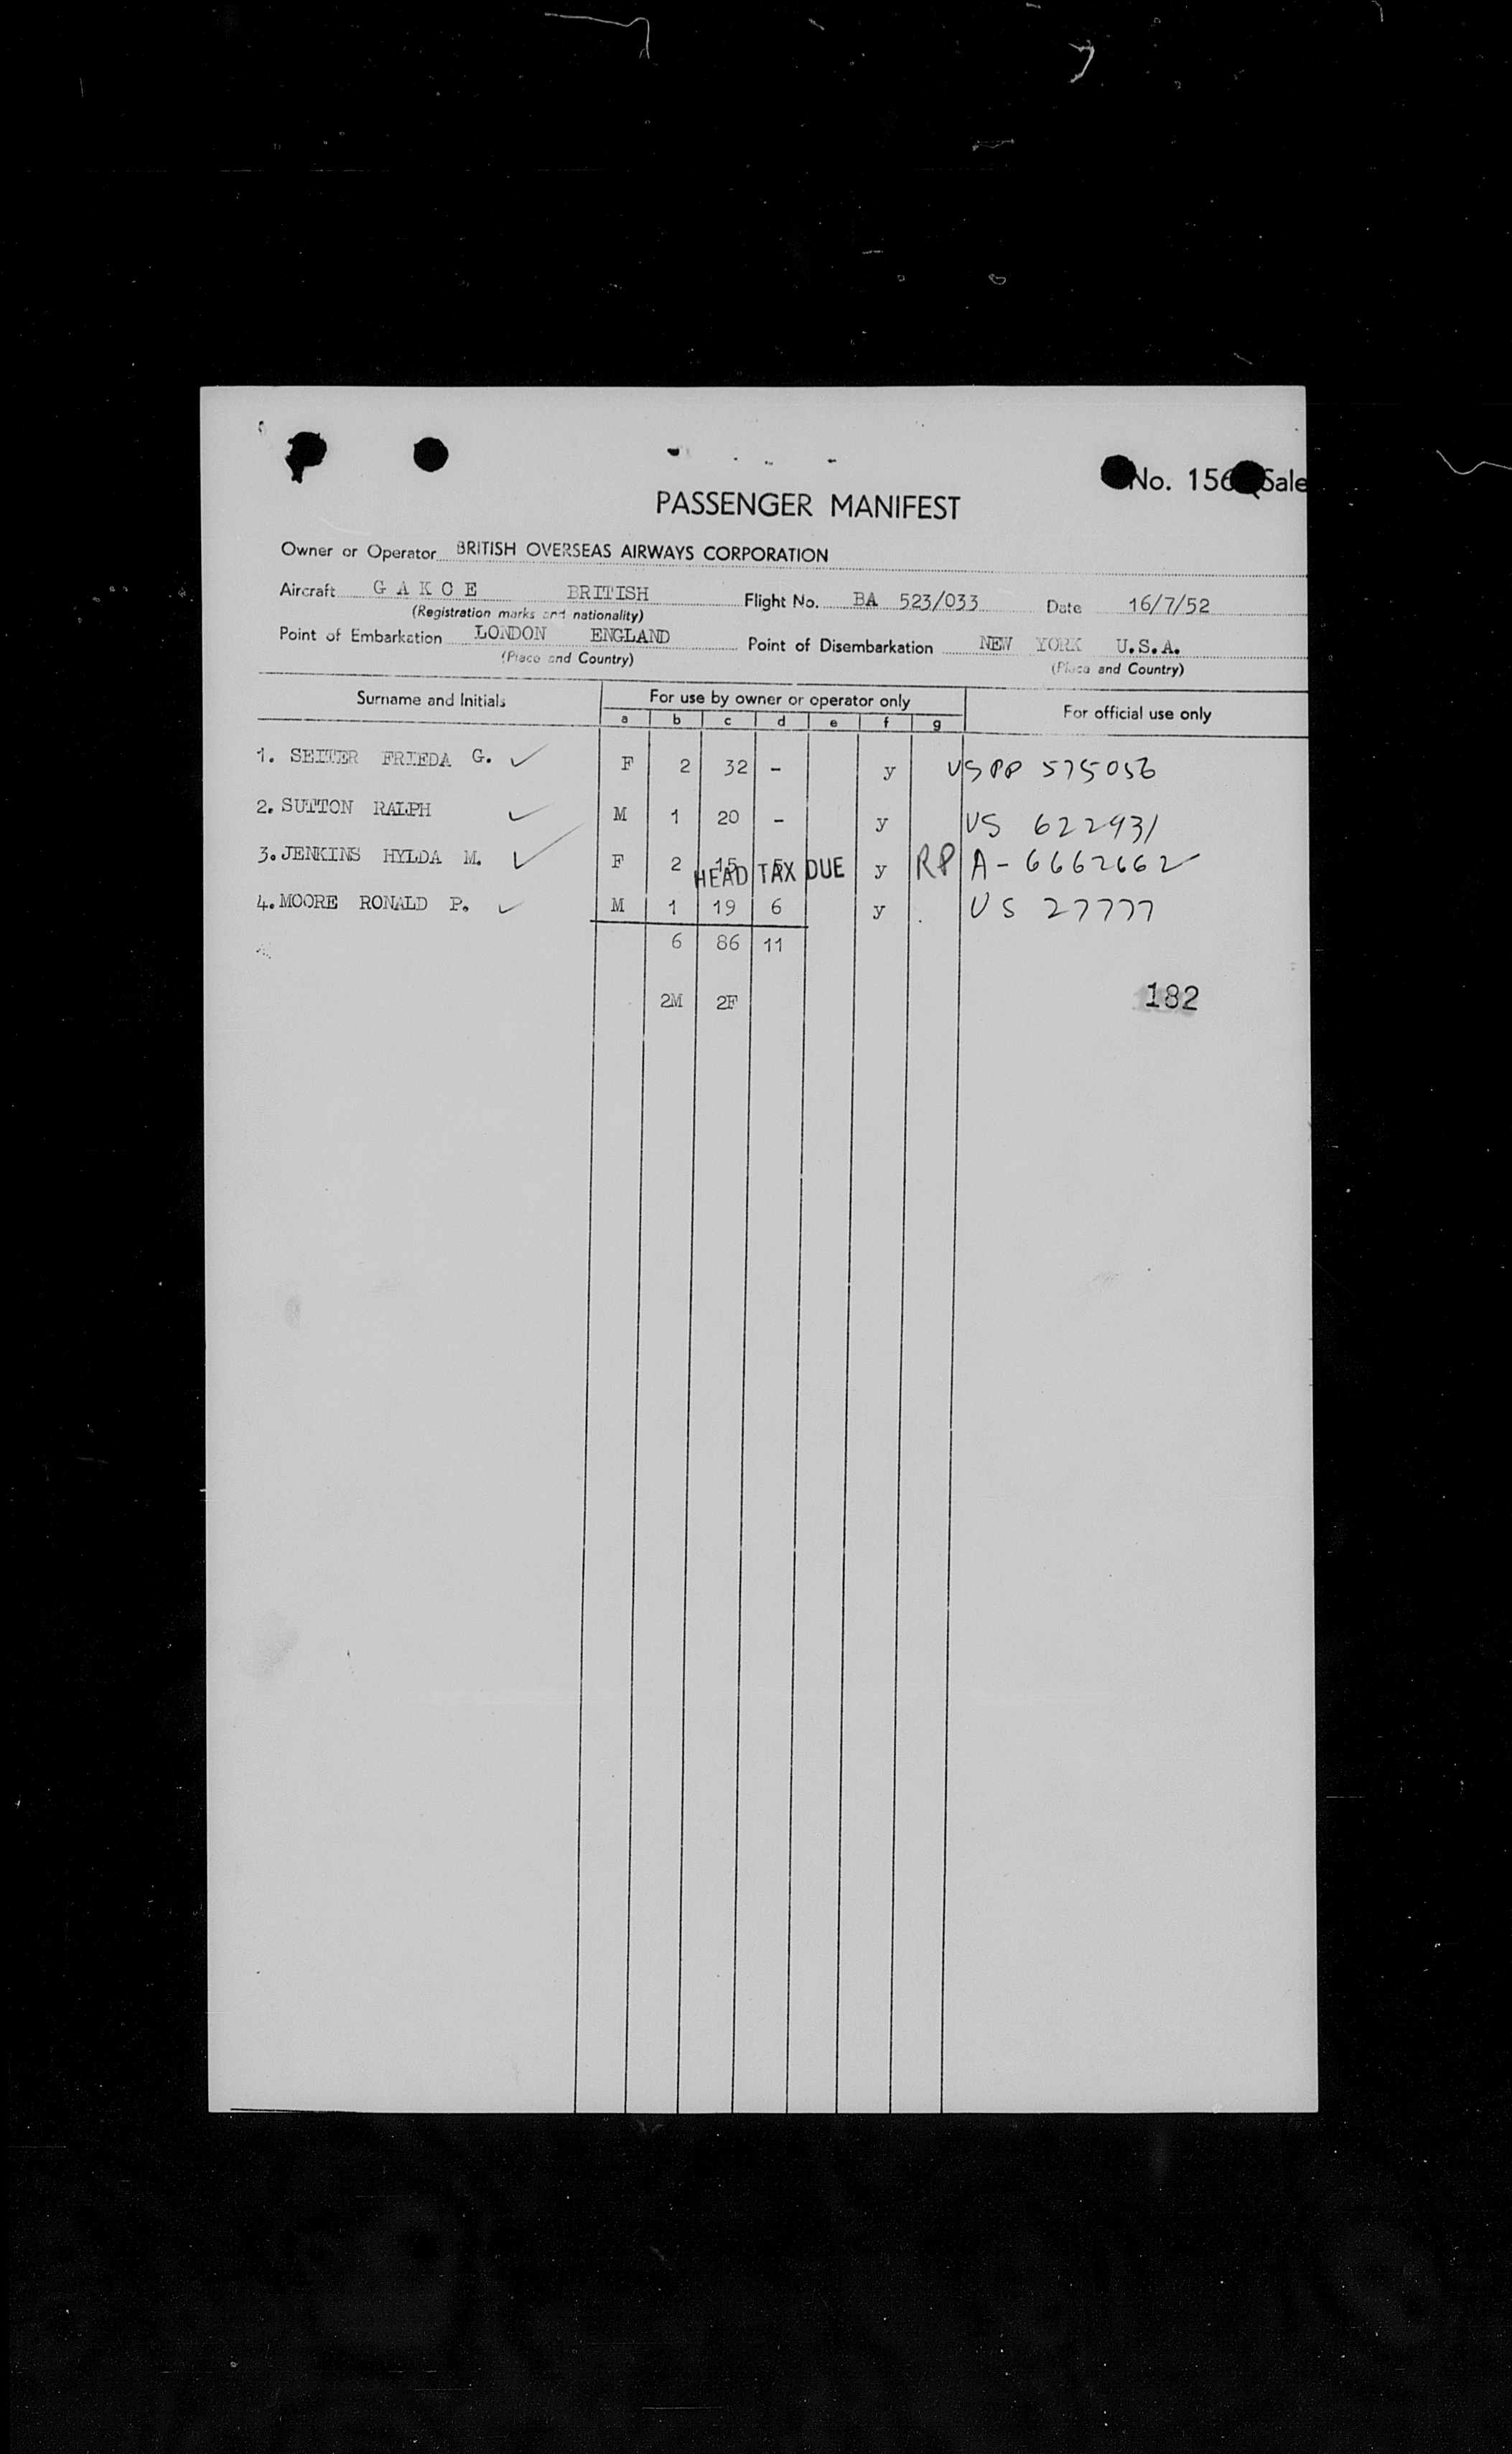 No. 156 Sale
PASSENGER MANIFEST
Owner or Operator BRITISH OVERSEAS AIRWAYS CORPORATION
Aircraft G A K C E BRITISH Flight No. BA 523/033 Date 16/7/52
(Registration marks and nationality)
Point of Embarkation LONDON ENGLAND Point of Disembarkation NEW YORK U.S.A.
(Place and Country) (Place and Country)
Surname and Initials For use by owner or operator only For official use only
a b c d e f g
1. SEITER FRIEDA G. ✓ F 2 32 - y US PP 575056
2. SUTTON RALPH ✓ M 1 20 - y US 622931
3. JENKINS HYLDA M. ✓ F 2 15 5 y RP A-6662662
HEAD TAX DUE
4. MOORE RONALD P. ✓ M 1 19 6 y US 27777
6 86 11
2M 2F
182